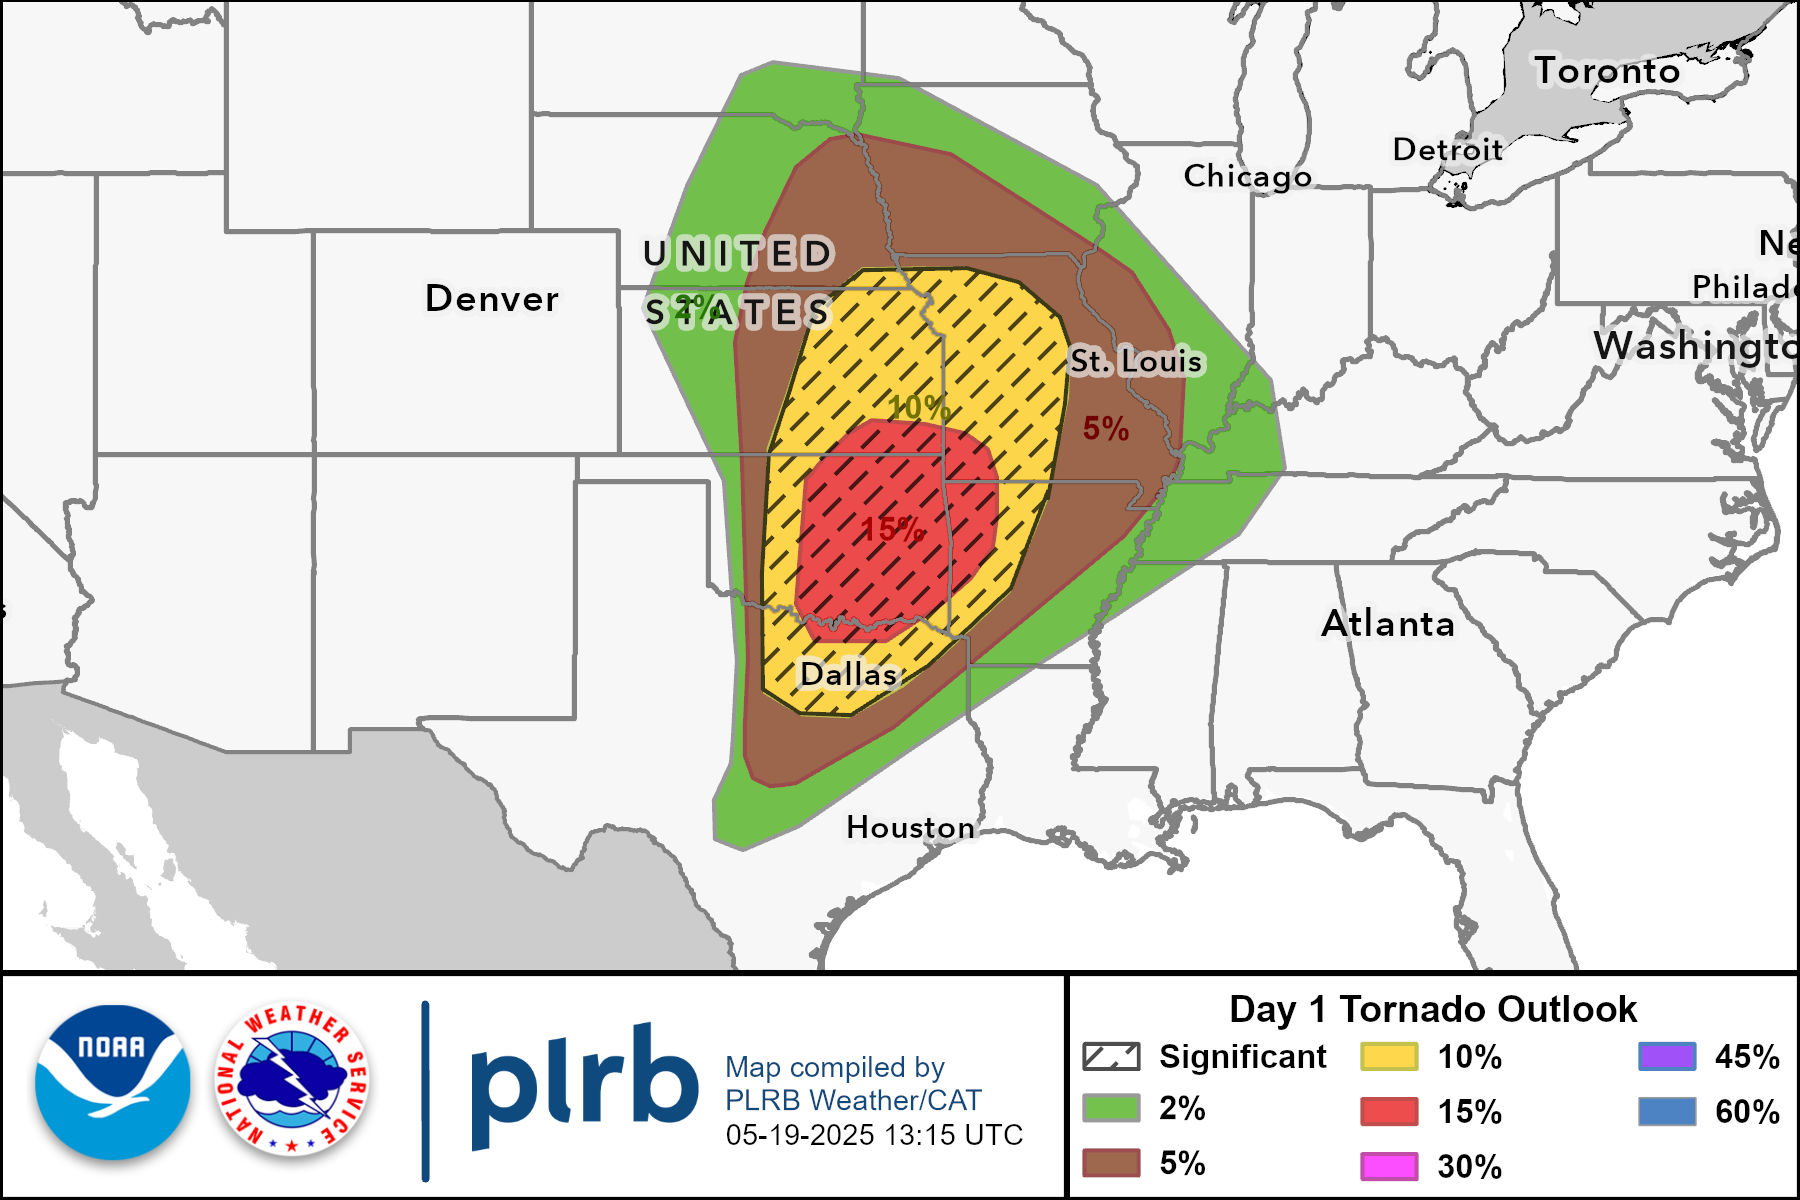 Toronto
Detroit
Chicago
Ne
Philade
UNITED
STATES
2%
Denver
Washingto
St. Louis
10%
5%
15%
s
Atlanta
Dallas
Houston
NOAA
NATIONAL WEATHER SERVICE
plrb
Map compiled by
PLRB Weather/CAT
05-19-2025 13:15 UTC
Day 1 Tornado Outlook
Significant
10%
45%
2%
15%
60%
5%
30%